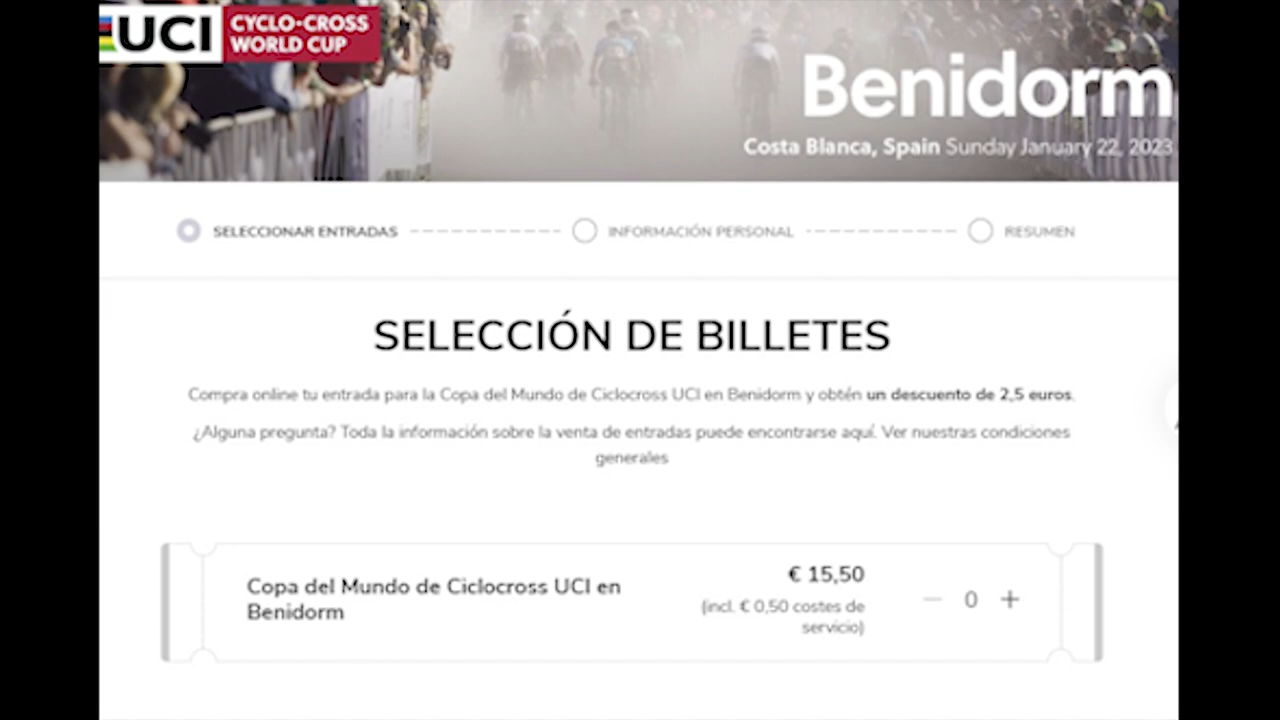 UCI CYCLO-CROSS
WORLD CUP
Benidorm
Costa Blanca, Spain Sunday January 22, 2023
SELECCIONAR ENTRADAS
INFORMACIÓN PERSONAL
RESUMEN
SELECCIÓN DE BILLETES
Compra online tu entrada para la Copa del Mundo de Ciclocross UCI en Benidorm y obtén un descuento de 2,5 euros.
¿Alguna pregunta? Toda la información sobre la venta de entradas puede encontrarse aquí. Ver nuestras condiciones
generales
Copa del Mundo de Ciclocross UCI en
Benidorm
€ 15,50
(incl. € 0,50 costes de
servicio)
− 0 +